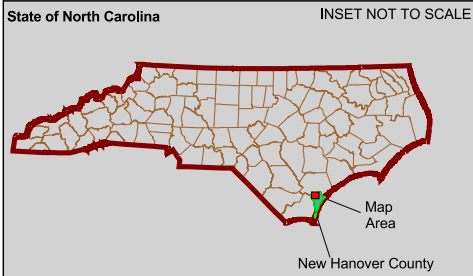 State of North Carolina
INSET NOT TO SCALE
Map
Area
New Hanover County